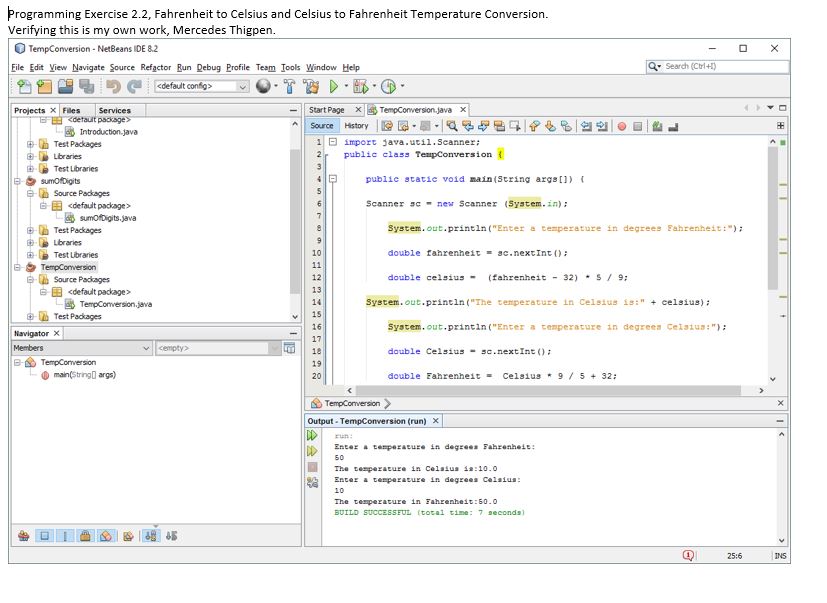 Programming Exercise 2.2, Fahrenheit to Celsius and Celsius to Fahrenheit Temperature Conversion.
Verifying this is my own work, Mercedes Thigpen.
TempConversion - NetBeans IDE 8.2
File Edit View Navigate Source Refactor Run Debug Profile Team Tools Window Help
Search (Ctrl+I)
<default config>
Projects Files Services
<default package>
Introduction.java
Test Packages
Libraries
Test Libraries
sumOfDigits
Source Packages
<default package>
sumOfDigits.java
Test Packages
Libraries
Test Libraries
TempConversion
Source Packages
<default package>
TempConversion.java
Test Packages
Navigator
Members <empty>
TempConversion
main(String[] args)
Start Page TempConversion.java
Source History
1 import java.util.Scanner;
2 public class TempConversion {
3
4 public static void main(String args[]) {
5
6 Scanner sc = new Scanner (System.in);
7
8 System.out.println("Enter a temperature in degrees Fahrenheit:");
9
10 double fahrenheit = sc.nextInt();
11
12 double celsius = (fahrenheit - 32) * 5 / 9;
13
14 System.out.println("The temperature in Celsius is:" + celsius);
15
16 System.out.println("Enter a temperature in degrees Celsius:");
17
18 double Celsius = sc.nextInt();
19
20 double Fahrenheit = Celsius * 9 / 5 + 32;
TempConversion
Output - TempConversion (run)
run:
Enter a temperature in degrees Fahrenheit:
50
The temperature in Celsius is:10.0
Enter a temperature in degrees Celsius:
10
The temperature in Fahrenheit:50.0
BUILD SUCCESSFUL (total time: 7 seconds)
1 25:6 INS